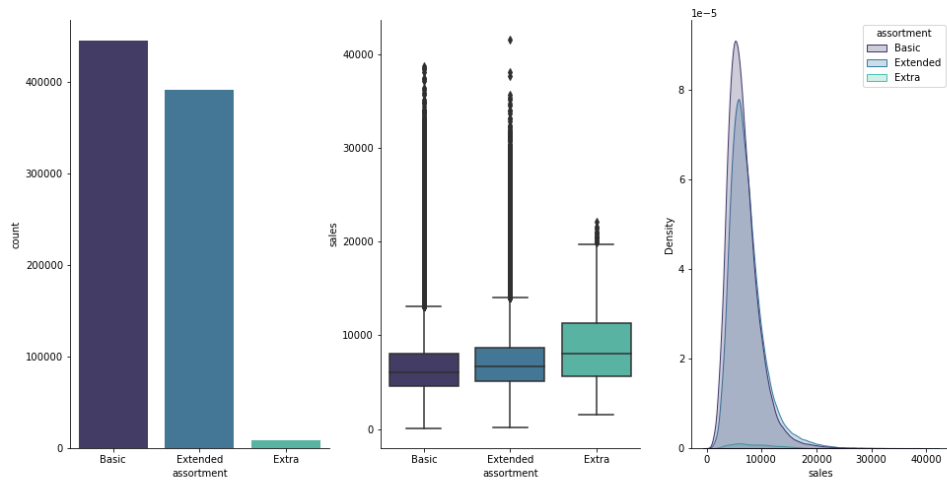 count
400000
300000
200000
100000
0
Basic
Extended
Extra
assortment
sales
40000
30000
20000
10000
0
Basic
Extended
Extra
assortment
1e−5
Density
8
6
4
2
0
assortment
Basic
Extended
Extra
0
10000
20000
30000
40000
sales